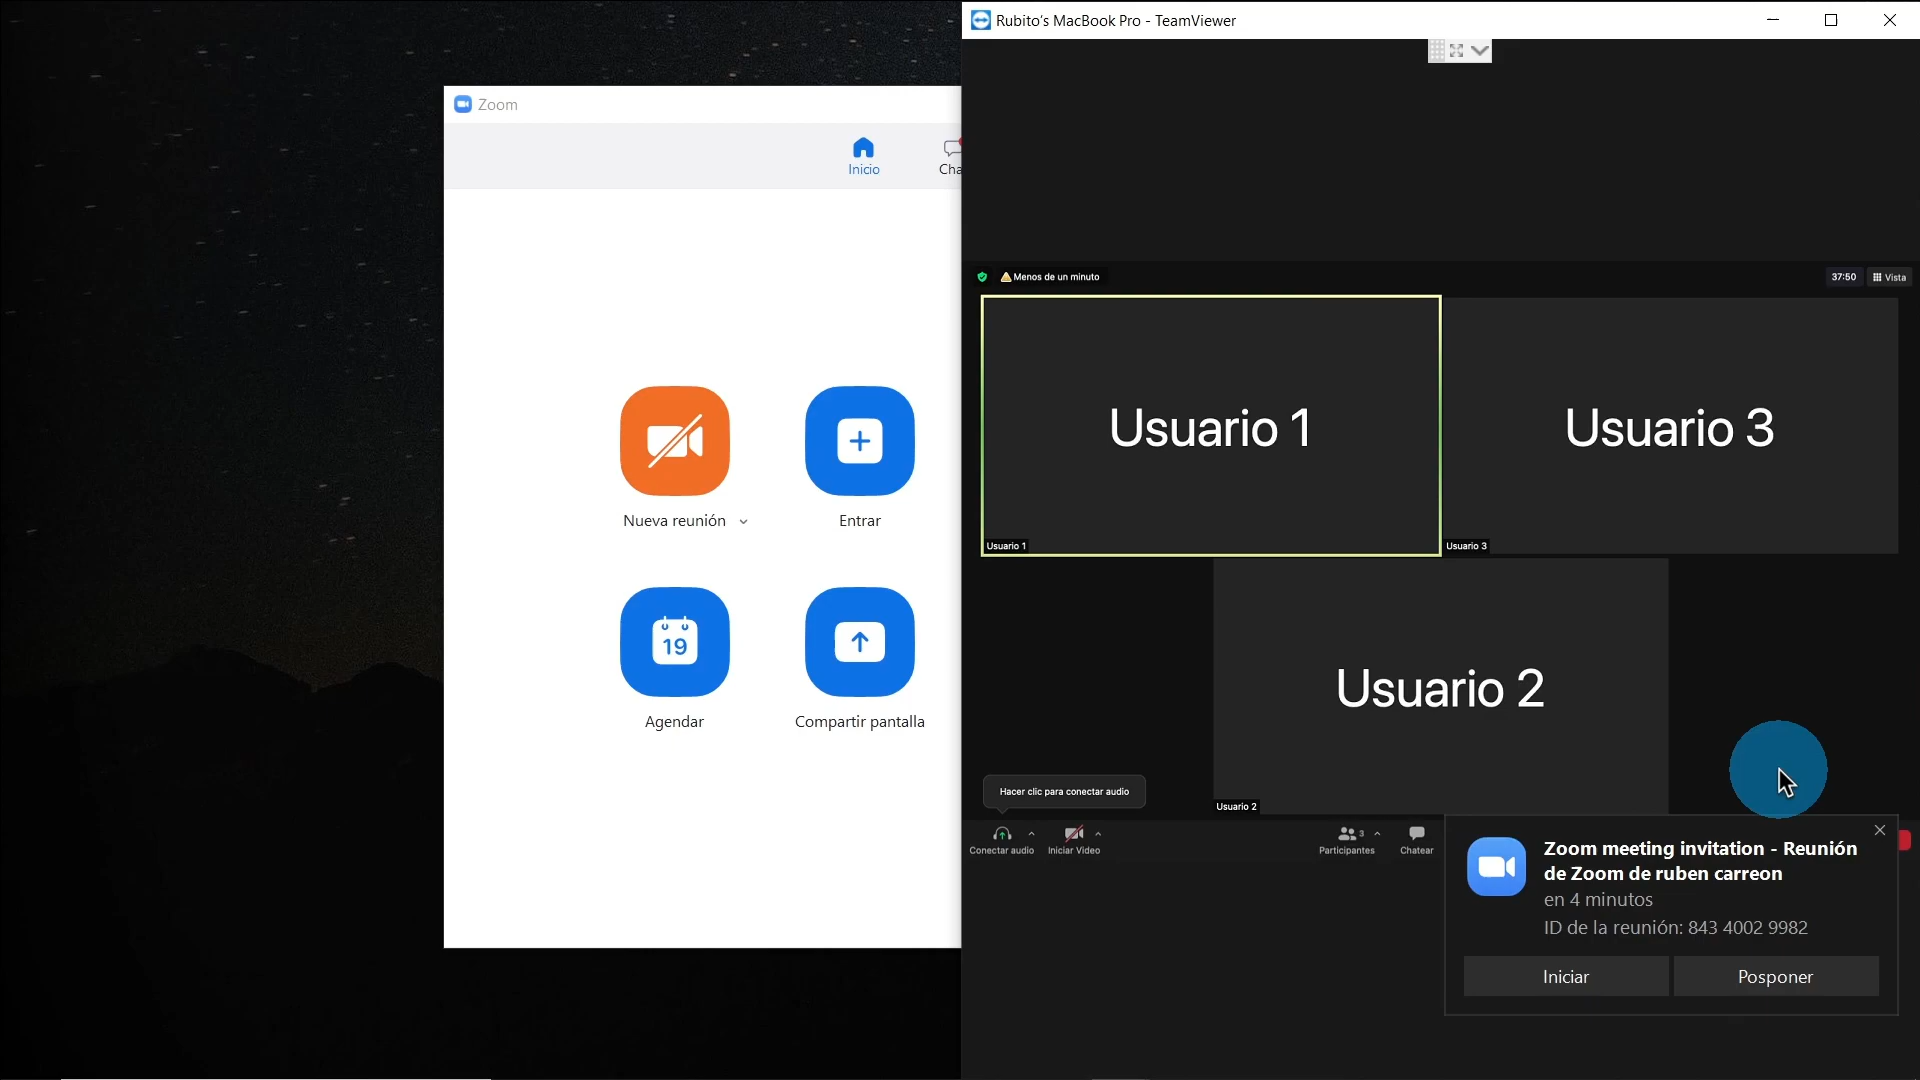 Rubito's MacBook Pro - TeamViewer
Zoom
Inicio
Cha
Nueva reunión
Entrar
19
Agendar
Compartir pantalla
Menos de un minuto
37:50
Vista
Usuario 1
Usuario 3
Usuario 1
Usuario 3
Usuario 2
Usuario 2
Hacer clic para conectar audio
Conectar audio
Iniciar Video
3
Participantes
Chatear
Zoom meeting invitation - Reunión
de Zoom de ruben carreon
en 4 minutos
ID de la reunión: 843 4002 9982
Iniciar
Posponer